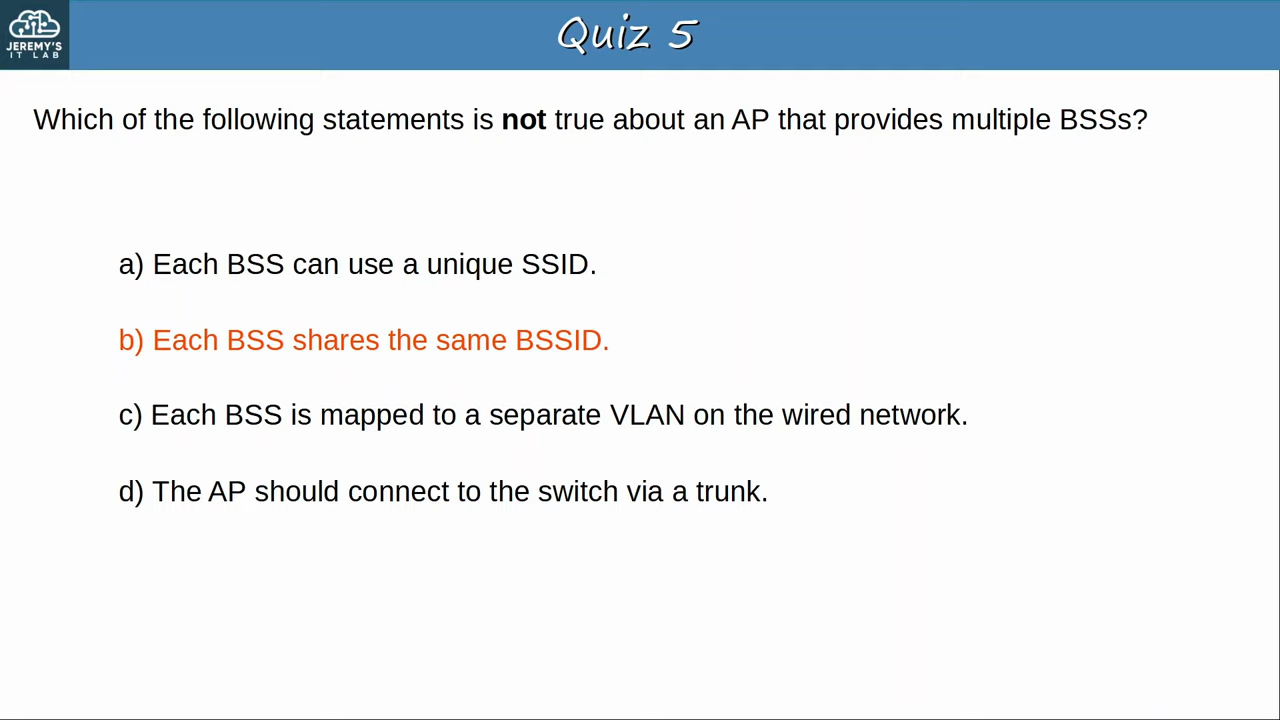 JEREMY'S
IT LAB
Quiz 5
Which of the following statements is not true about an AP that provides multiple BSSs?
a) Each BSS can use a unique SSID.
b) Each BSS shares the same BSSID.
c) Each BSS is mapped to a separate VLAN on the wired network.
d) The AP should connect to the switch via a trunk.